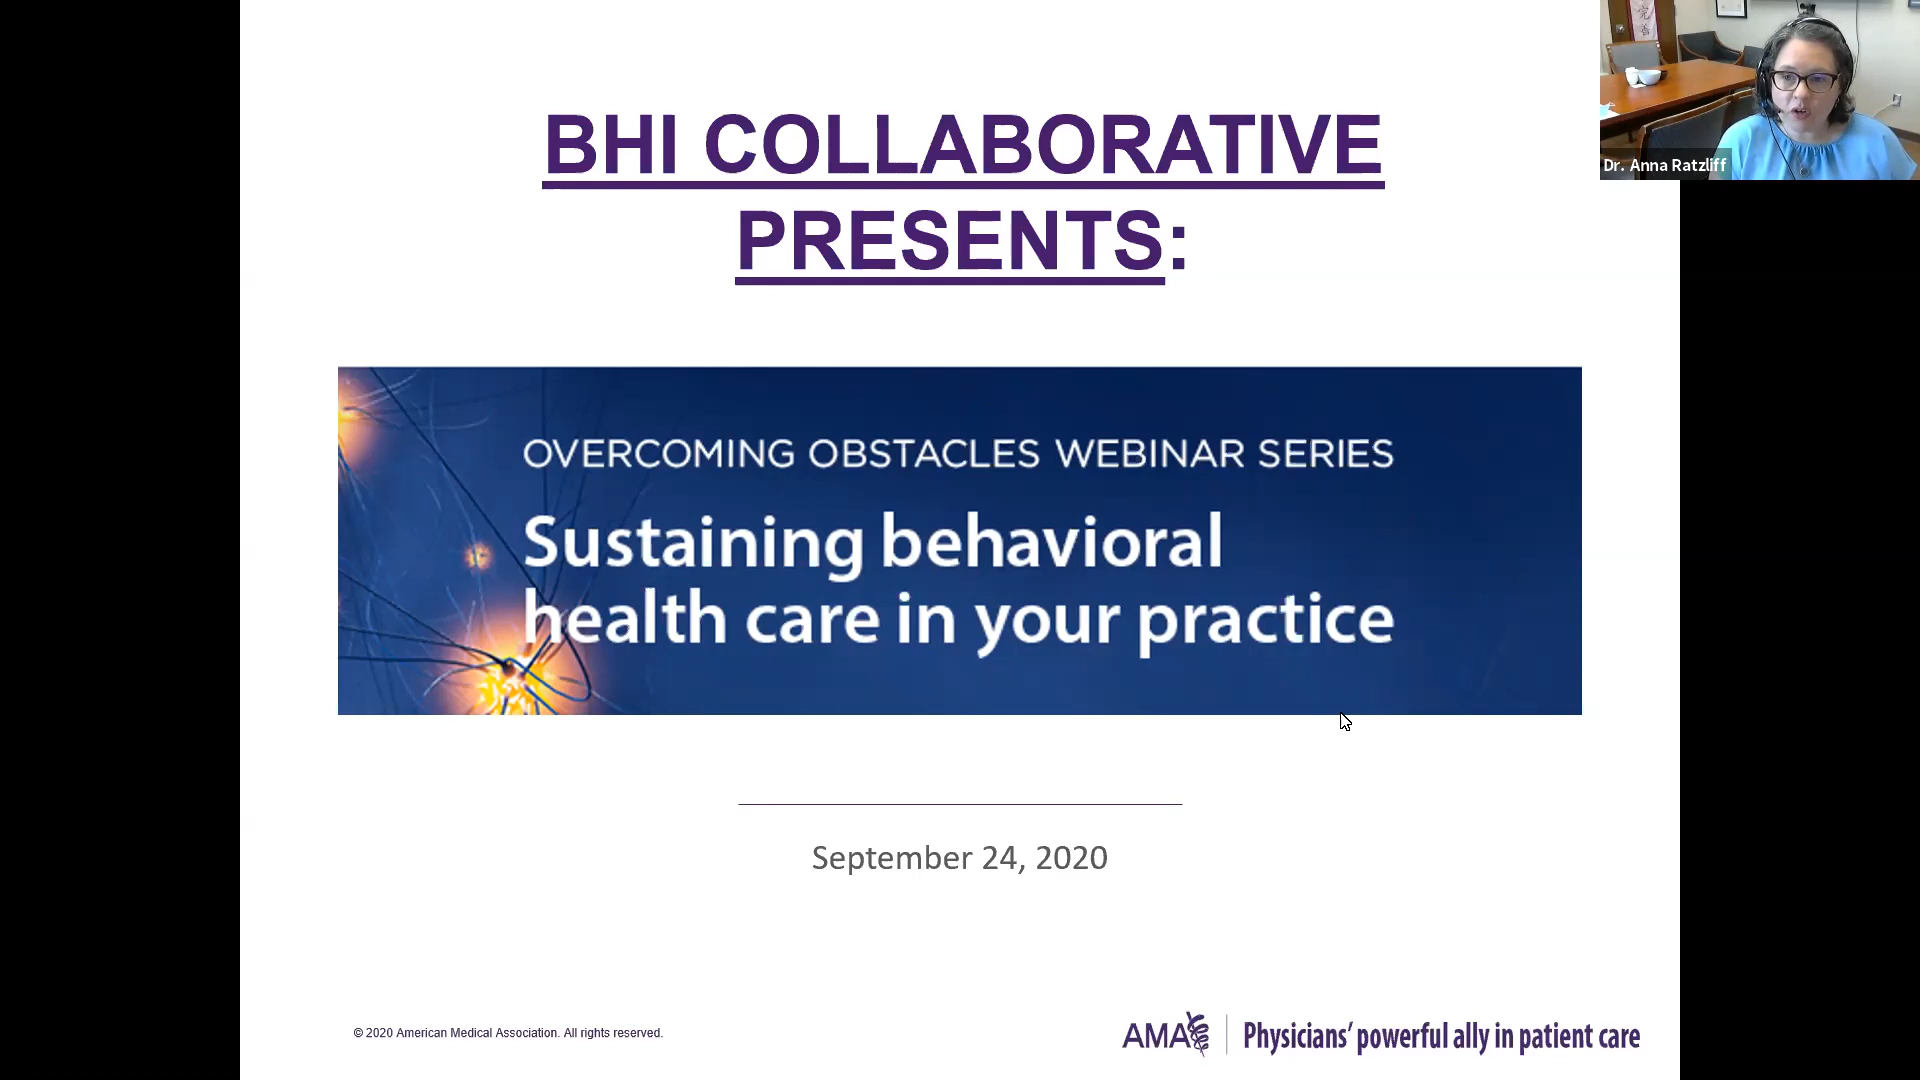 BHI COLLABORATIVE
PRESENTS:
OVERCOMING OBSTACLES WEBINAR SERIES
Sustaining behavioral
health care in your practice
September 24, 2020
© 2020 American Medical Association. All rights reserved.
AMA
Physicians' powerful ally in patient care
Dr. Anna Ratzliff